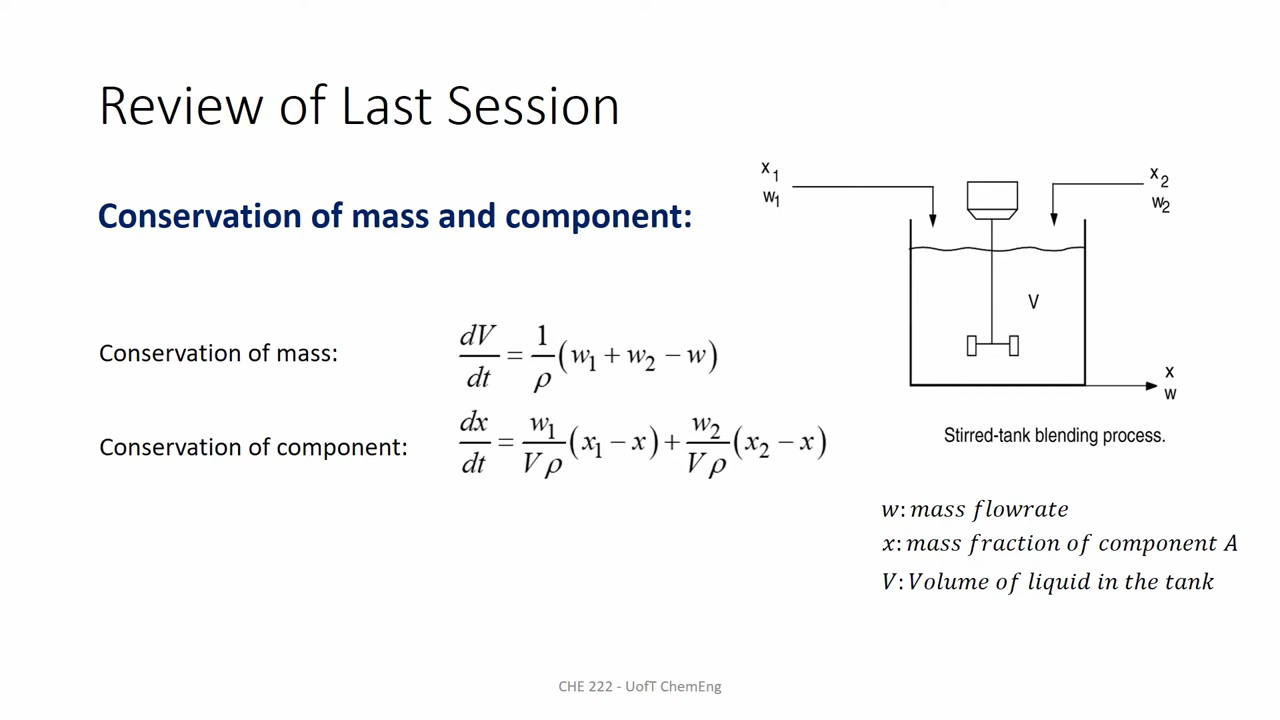 Review of Last Session
Conservation of mass and component:
Conservation of mass:
dV/dt = 1/ρ (w₁ + w₂ − w)
Conservation of component:
dx/dt = w₁/Vρ (x₁ − x) + w₂/Vρ (x₂ − x)
x₁
w₁
x₂
w₂
V
x
w
Stirred-tank blending process.
w: mass flowrate
x: mass fraction of component A
V: Volume of liquid in the tank
CHE 222 - UofT ChemEng